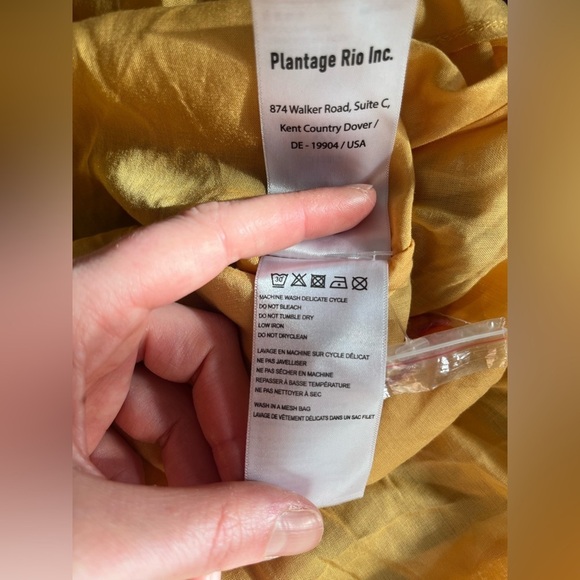 Plantage Rio Inc.
874 Walker Road, Suite C,
Kent Country Dover /
DE - 19904 / USA
30
MACHINE WASH DELICATE CYCLE
DO NOT BLEACH
DO NOT TUMBLE DRY
LOW IRON
DO NOT DRYCLEAN
LAVAGE EN MACHINE SUR CYCLE DÉLICAT
NE PAS JAVELLISER
NE PAS SÉCHER EN MACHINE
REPASSER À BASSE TEMPÉRATURE
NE PAS NETTOYER À SEC
WASH IN A MESH BAG
LAVAGE DE VÊTEMENT DÉLICATS DANS UN SAC FILET